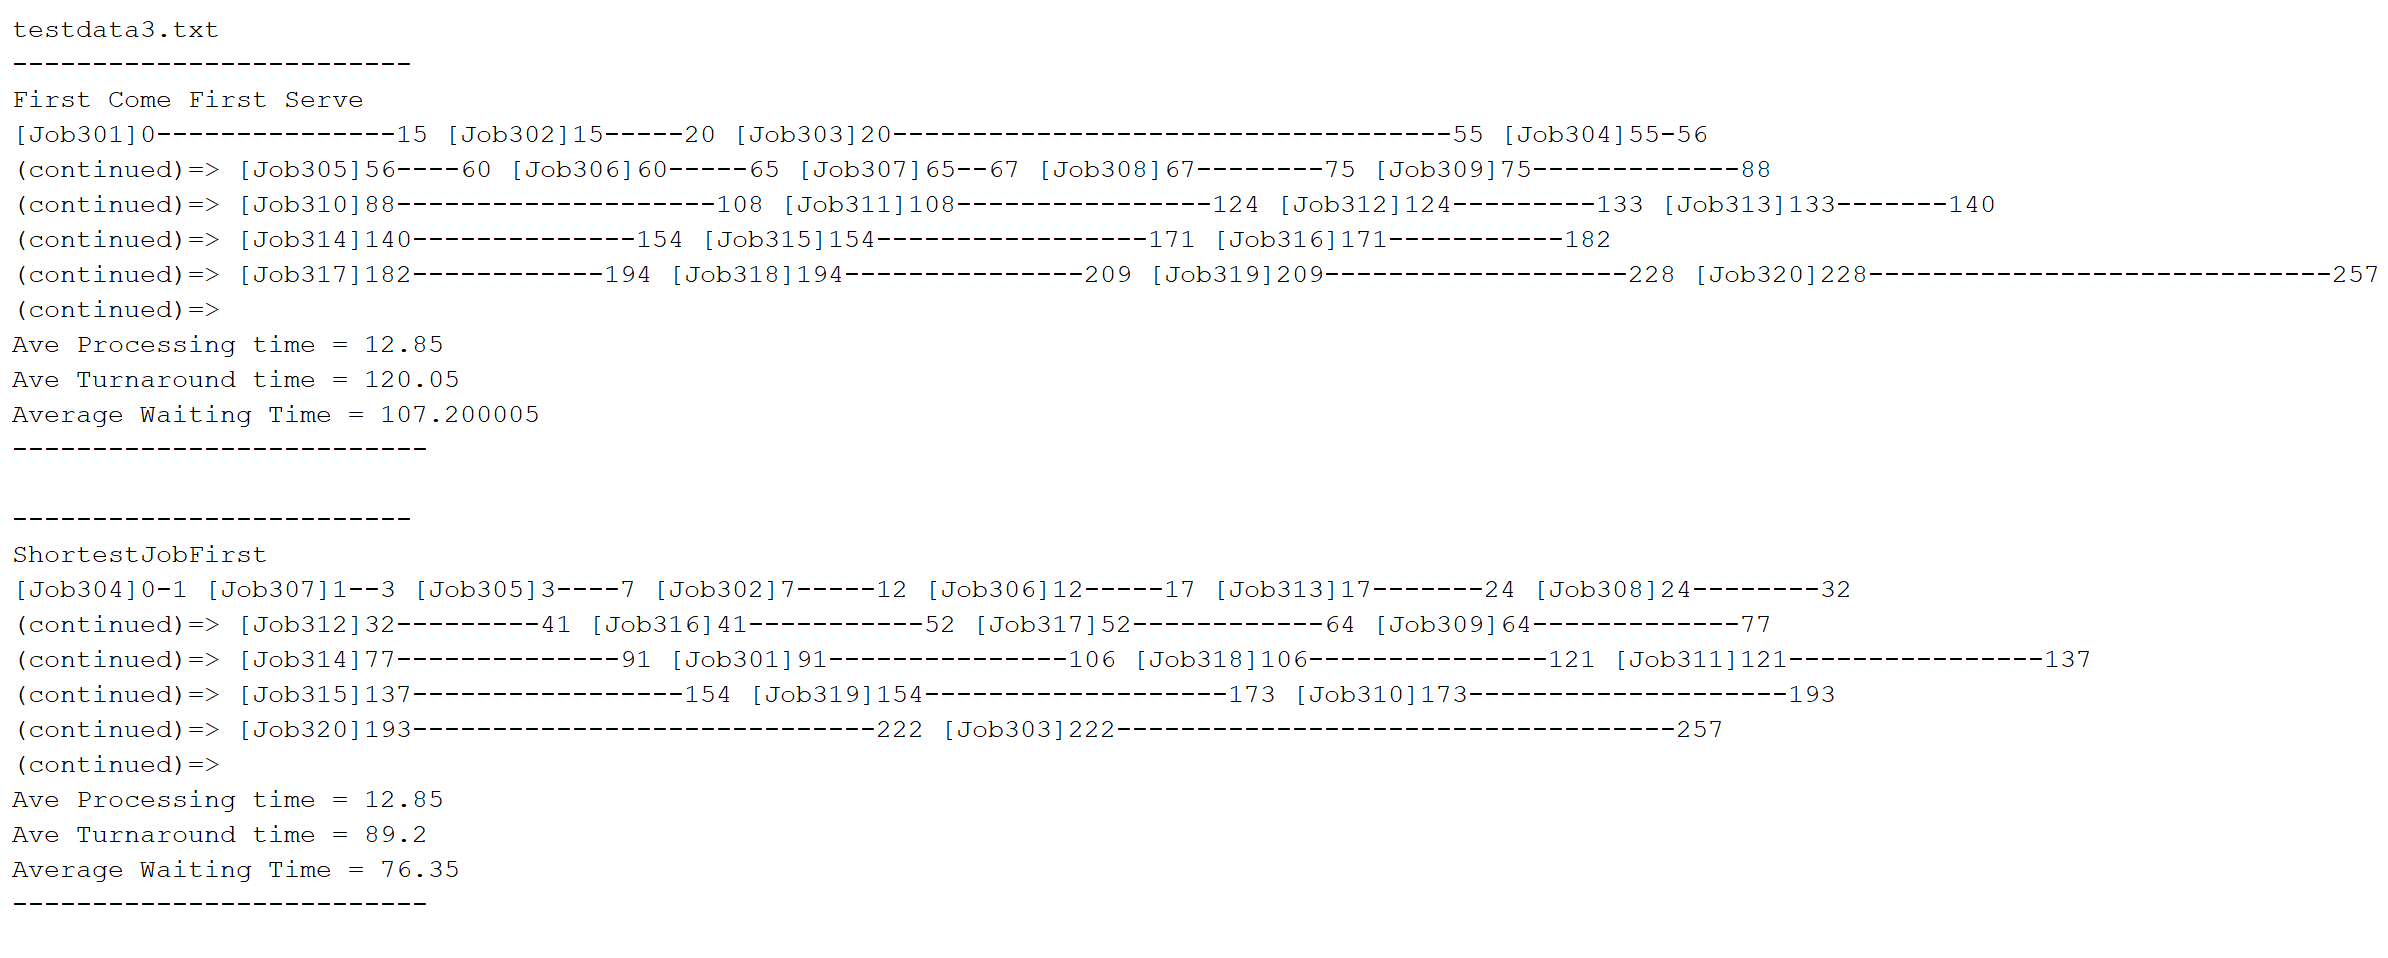 testdata3.txt
-------------------------
First Come First Serve
[Job301]0---------------15 [Job302]15-----20 [Job303]20-----------------------------------55 [Job304]55-56
(continued)=> [Job305]56----60 [Job306]60-----65 [Job307]65--67 [Job308]67--------75 [Job309]75-------------88
(continued)=> [Job310]88--------------------108 [Job311]108----------------124 [Job312]124---------133 [Job313]133-------140
(continued)=> [Job314]140--------------154 [Job315]154-----------------171 [Job316]171-----------182
(continued)=> [Job317]182------------194 [Job318]194---------------209 [Job319]209-------------------228 [Job320]228-----------------------------257
(continued)=>
Ave Processing time = 12.85
Ave Turnaround time = 120.05
Average Waiting Time = 107.200005
--------------------------
-------------------------
ShortestJobFirst
[Job304]0-1 [Job307]1--3 [Job305]3----7 [Job302]7-----12 [Job306]12-----17 [Job313]17-------24 [Job308]24--------32
(continued)=> [Job312]32---------41 [Job316]41-----------52 [Job317]52------------64 [Job309]64-------------77
(continued)=> [Job314]77--------------91 [Job301]91---------------106 [Job318]106---------------121 [Job311]121----------------137
(continued)=> [Job315]137-----------------154 [Job319]154-------------------173 [Job310]173--------------------193
(continued)=> [Job320]193-----------------------------222 [Job303]222-----------------------------------257
(continued)=>
Ave Processing time = 12.85
Ave Turnaround time = 89.2
Average Waiting Time = 76.35
--------------------------